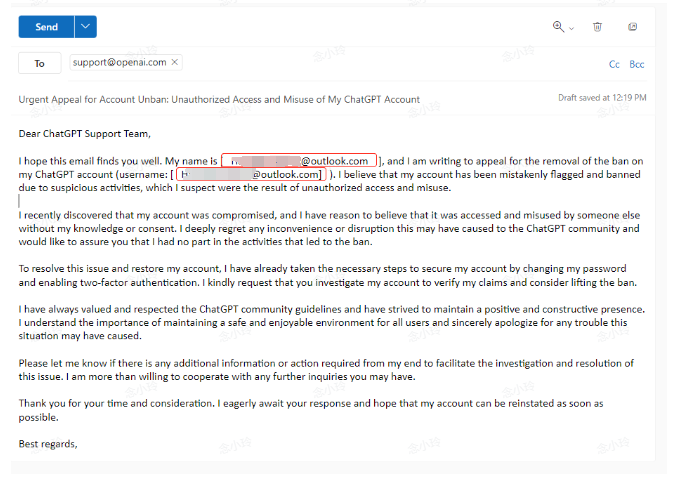 Send
To
support@openai.com
Cc Bcc
Urgent Appeal for Account Unban: Unauthorized Access and Misuse of My ChatGPT Account
Draft saved at 12:19 PM
Dear ChatGPT Support Team,
I hope this email finds you well. My name is [ @outlook.com ], and I am writing to appeal for the removal of the ban on
my ChatGPT account (username: [ @outlook.com] ). I believe that my account has been mistakenly flagged and banned
due to suspicious activities, which I suspect were the result of unauthorized access and misuse.
I recently discovered that my account was compromised, and I have reason to believe that it was accessed and misused by someone else
without my knowledge or consent. I deeply regret any inconvenience or disruption this may have caused to the ChatGPT community and
would like to assure you that I had no part in the activities that led to the ban.
To resolve this issue and restore my account, I have already taken the necessary steps to secure my account by changing my password
and enabling two-factor authentication. I kindly request that you investigate my account to verify my claims and consider lifting the ban.
I have always valued and respected the ChatGPT community guidelines and have strived to maintain a positive and constructive presence.
I understand the importance of maintaining a safe and enjoyable environment for all users and sincerely apologize for any trouble this
situation may have caused.
Please let me know if there is any additional information or action required from my end to facilitate the investigation and resolution of
this issue. I am more than willing to cooperate with any further inquiries you may have.
Thank you for your time and consideration. I eagerly await your response and hope that my account can be reinstated as soon as
possible.
Best regards,